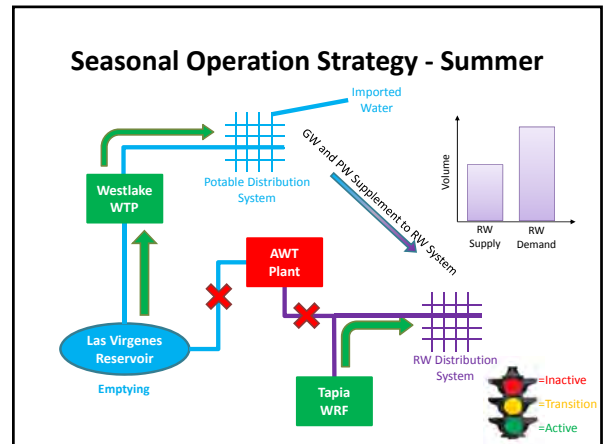 Seasonal Operation Strategy - Summer
Imported
Water
Potable Distribution
System
GW and PW Supplement to RW System
Volume
RW
Supply
RW
Demand
Westlake
WTP
AWT
Plant
Las Virgenes
Reservoir
Emptying
Tapia
WRF
RW Distribution
System
=Inactive
=Transition
=Active